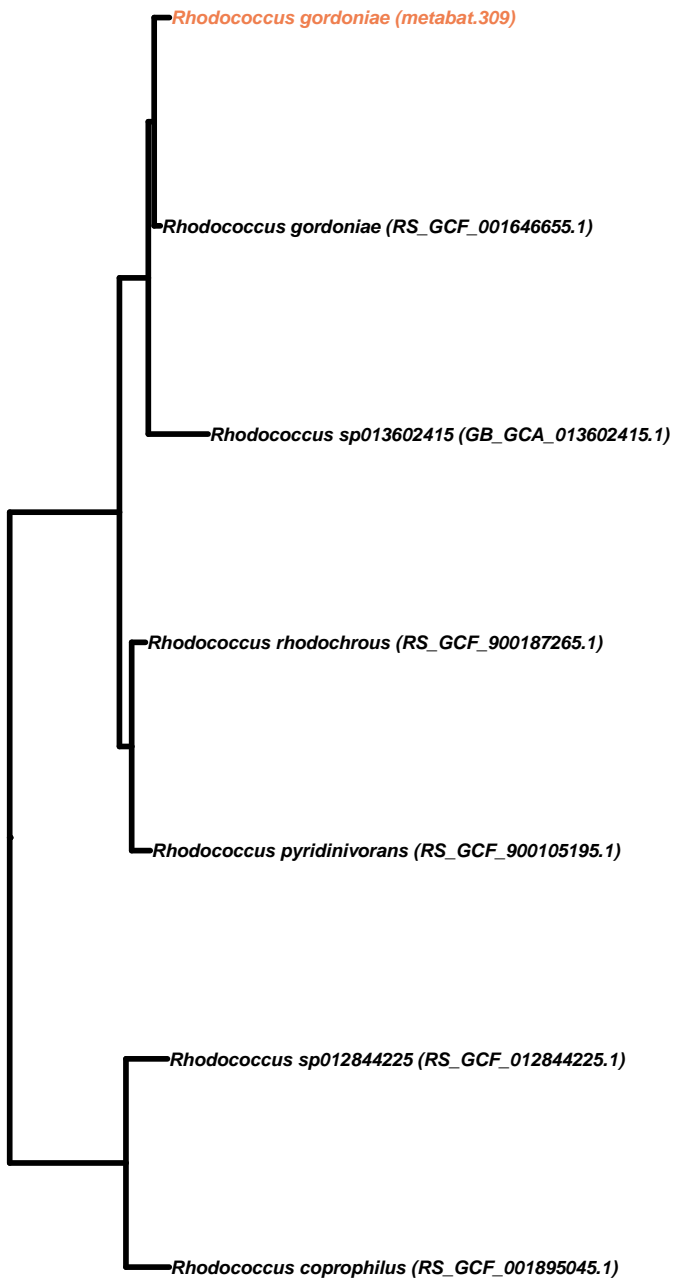 Rhodococcus gordoniae (metabat.309)
Rhodococcus gordoniae (RS_GCF_001646655.1)
Rhodococcus sp013602415 (GB_GCA_013602415.1)
Rhodococcus rhodochrous (RS_GCF_900187265.1)
Rhodococcus pyridinivorans (RS_GCF_900105195.1)
Rhodococcus sp012844225 (RS_GCF_012844225.1)
Rhodococcus coprophilus (RS_GCF_001895045.1)